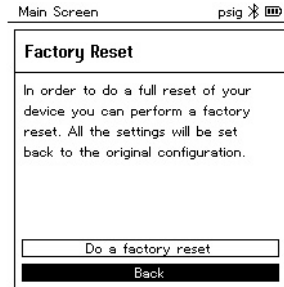 Main Screen psig
Factory Reset
In order to do a full reset of your
device you can perform a factory
reset. All the settings will be set
back to the original configuration.
Do a factory reset
Back